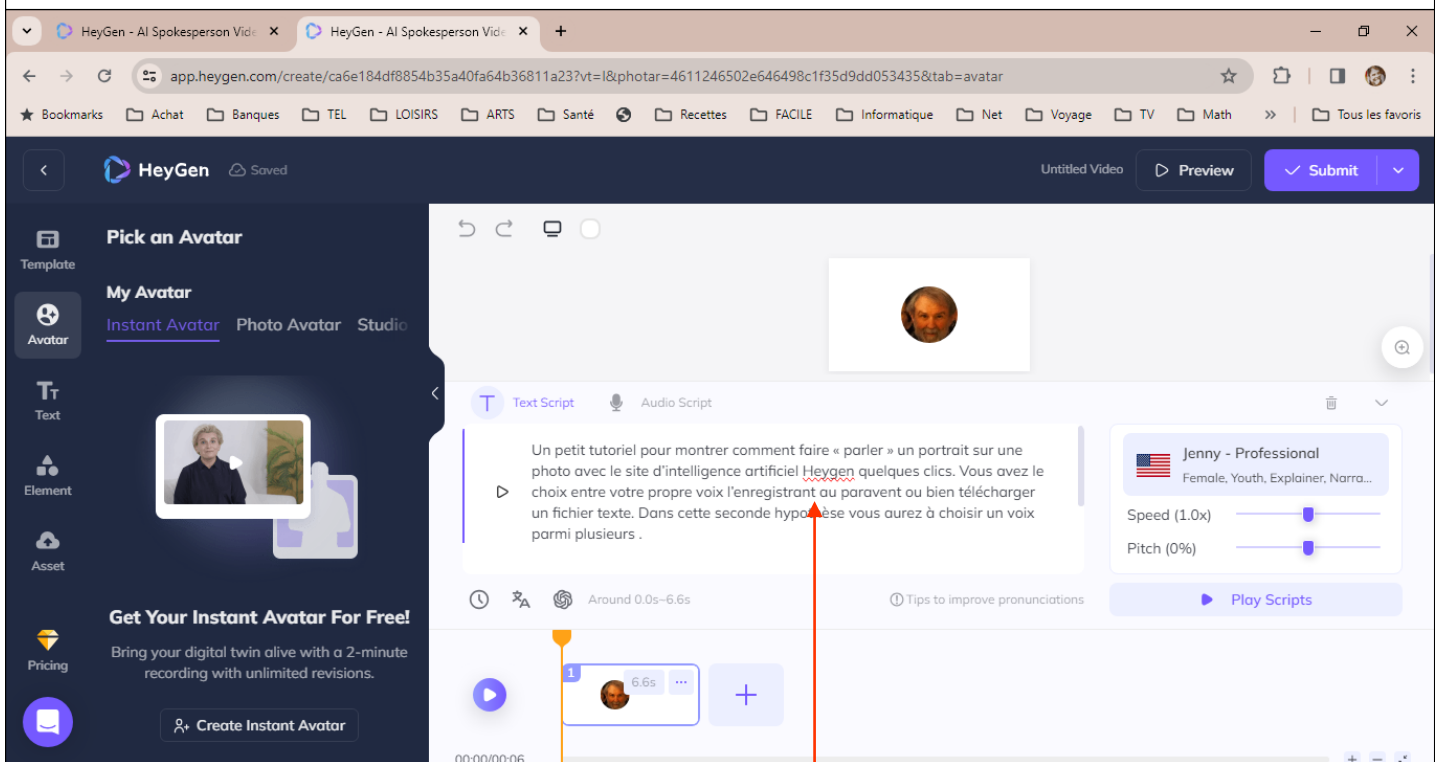 HeyGen - AI Spokesperson Vide
HeyGen - AI Spokesperson Vide
app.heygen.com/create/ca6e184df8854b35a40fa64b36811a23?vt=l&photar=4611246502e646498c1f35d9dd053435&tab=avatar
Bookmarks Achat Banques TEL LOISIRS ARTS Santé Recettes FACILE Informatique Net Voyage TV Math » Tous les favoris
HeyGen Saved Untitled Video Preview Submit
Template
Avatar
Text
Element
Asset
Pricing
Pick an Avatar
My Avatar
Instant Avatar Photo Avatar Studio
Get Your Instant Avatar For Free!
Bring your digital twin alive with a 2-minute
recording with unlimited revisions.
Create Instant Avatar
Text Script Audio Script
Un petit tutoriel pour montrer comment faire « parler » un portrait sur une
photo avec le site d'intelligence artificiel Heygen quelques clics. Vous avez le
choix entre votre propre voix l'enregistrant au paravent ou bien télécharger
un fichier texte. Dans cette seconde hypothèse vous aurez à choisir un voix
parmi plusieurs .
Around 0.0s~6.6s Tips to improve pronunciations
Jenny - Professional
Female, Youth, Explainer, Narra...
Speed (1.0x)
Pitch (0%)
Play Scripts
1 6.6s ...
00:00/00:06